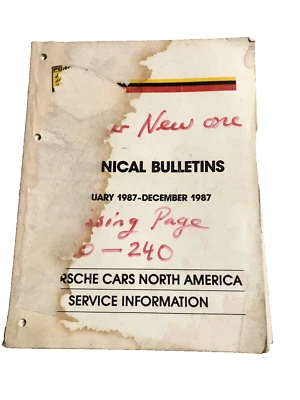 New one
NICAL BULLETINS
UARY 1987-DECEMBER 1987
sing Page
0-240
RSCHE CARS NORTH AMERICA
SERVICE INFORMATION